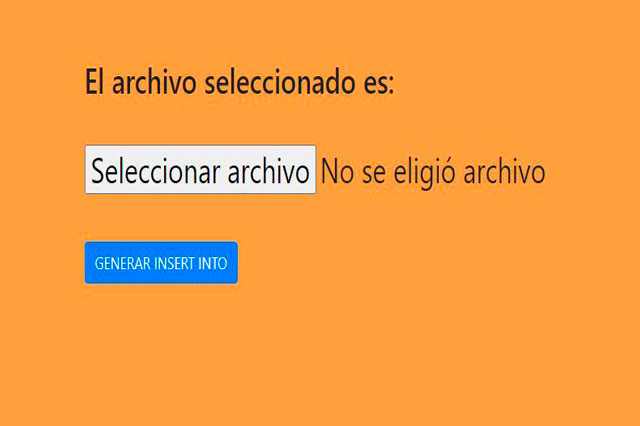 El archivo seleccionado es:
Seleccionar archivo No se eligió archivo
GENERAR INSERT INTO